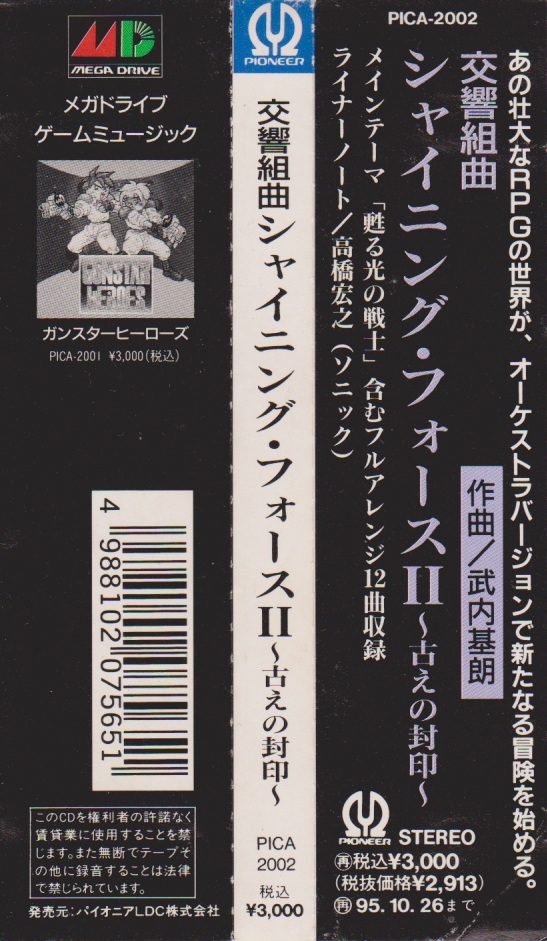 PICA-2002
あの壮大なRPGの世界が、オーケストラバージョンで新たなる冒険を始める。
交響組曲
作曲/武内基朗
シャイニング・フォースII〜古えの封印〜
メインテーマ「甦る光の戦士」含むフルアレンジ12曲収録
ライナーノート/高橋宏之(ソニック)
PIONEER STEREO
再税込¥3,000
(税抜価格¥2,913)
再95.10.26まで
PIONEER
交響組曲シャイニング・フォースII〜古えの封印〜
PICA
2002
税込
¥3,000
MD
MEGA DRIVE
メガドライブ
ゲームミュージック
GUNSTAR
HEROES
ガンスターヒーローズ
PICA-2001 ¥3,000(税込)
4 988102 075651
このCDを権利者の許諾なく
賃貸業に使用することを禁
じます。また無断でテープそ
の他に録音することは法律
で禁じられています。
発売元:パイオニアLDC株式会社